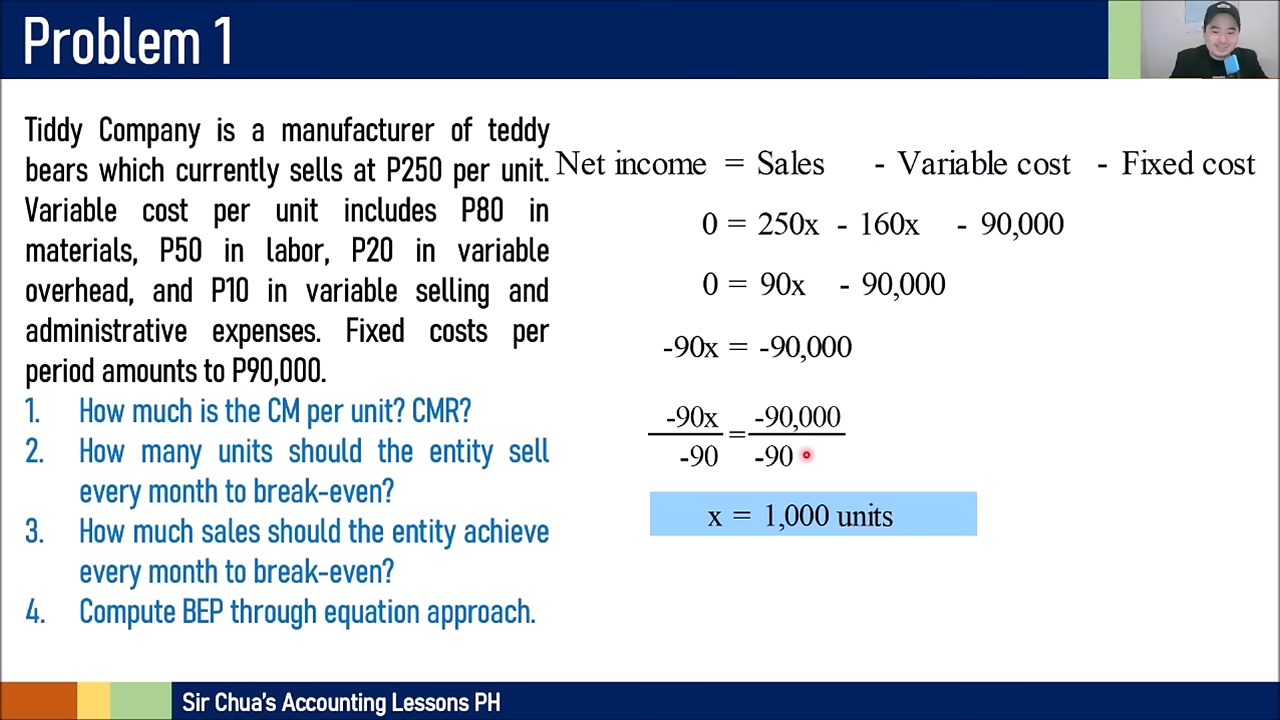 Problem 1
Tiddy Company is a manufacturer of teddy
bears which currently sells at P250 per unit.
Variable cost per unit includes P80 in
materials, P50 in labor, P20 in variable
overhead, and P10 in variable selling and
administrative expenses. Fixed costs per
period amounts to P90,000.
1. How much is the CM per unit? CMR?
2. How many units should the entity sell
every month to break-even?
3. How much sales should the entity achieve
every month to break-even?
4. Compute BEP through equation approach.
Net income = Sales - Variable cost - Fixed cost
0 = 250x - 160x - 90,000
0 = 90x - 90,000
-90x = -90,000
-90x = -90,000
-90 -90
x = 1,000 units
Sir Chua's Accounting Lessons PH